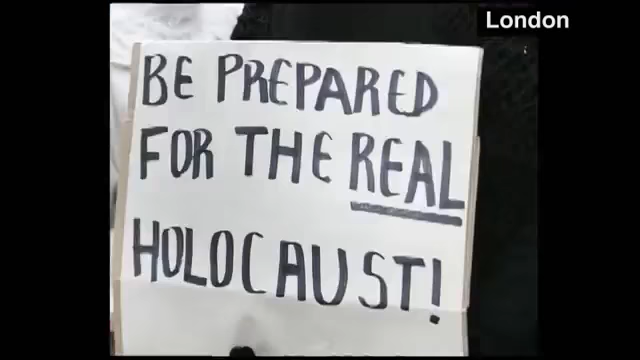 London
BE PREPARED
FOR THE REAL
HOLOCAUST!